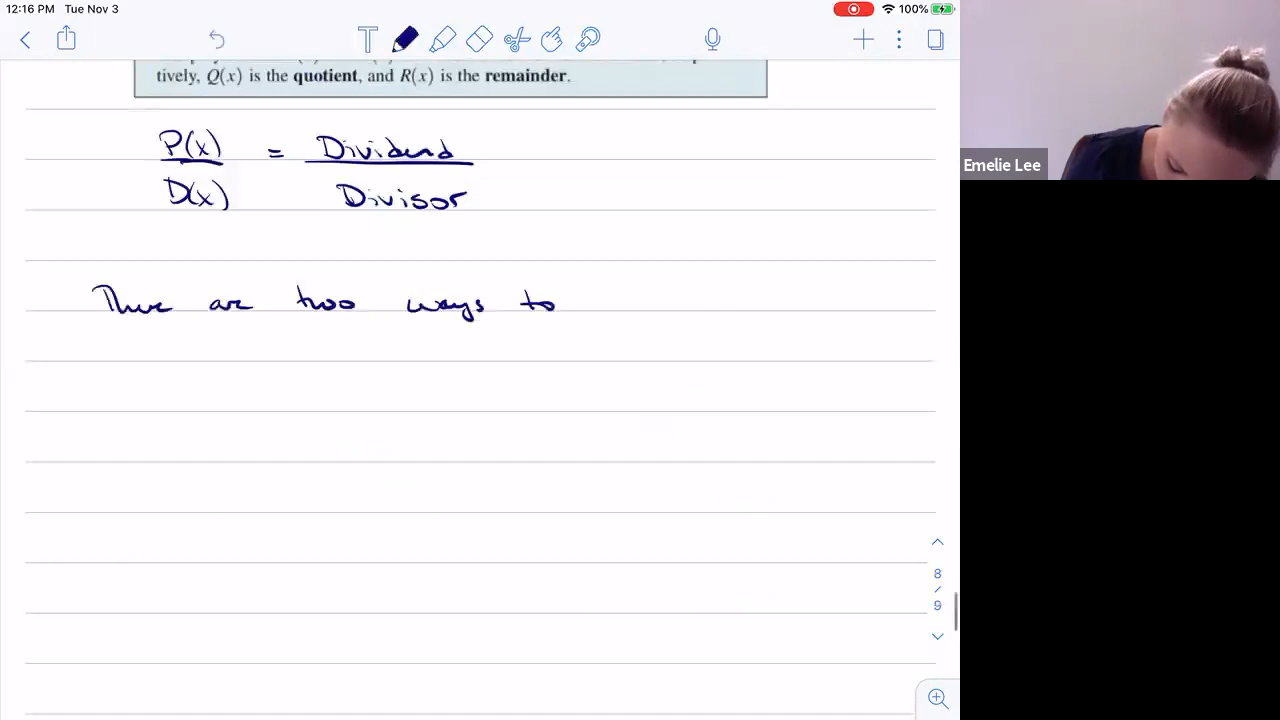 12:16 PM Tue Nov 3
100%
tively, Q(x) is the quotient, and R(x) is the remainder.
P(x) = Dividend
D(x) Divisor
There are two ways to
Emelie Lee
8
/
9